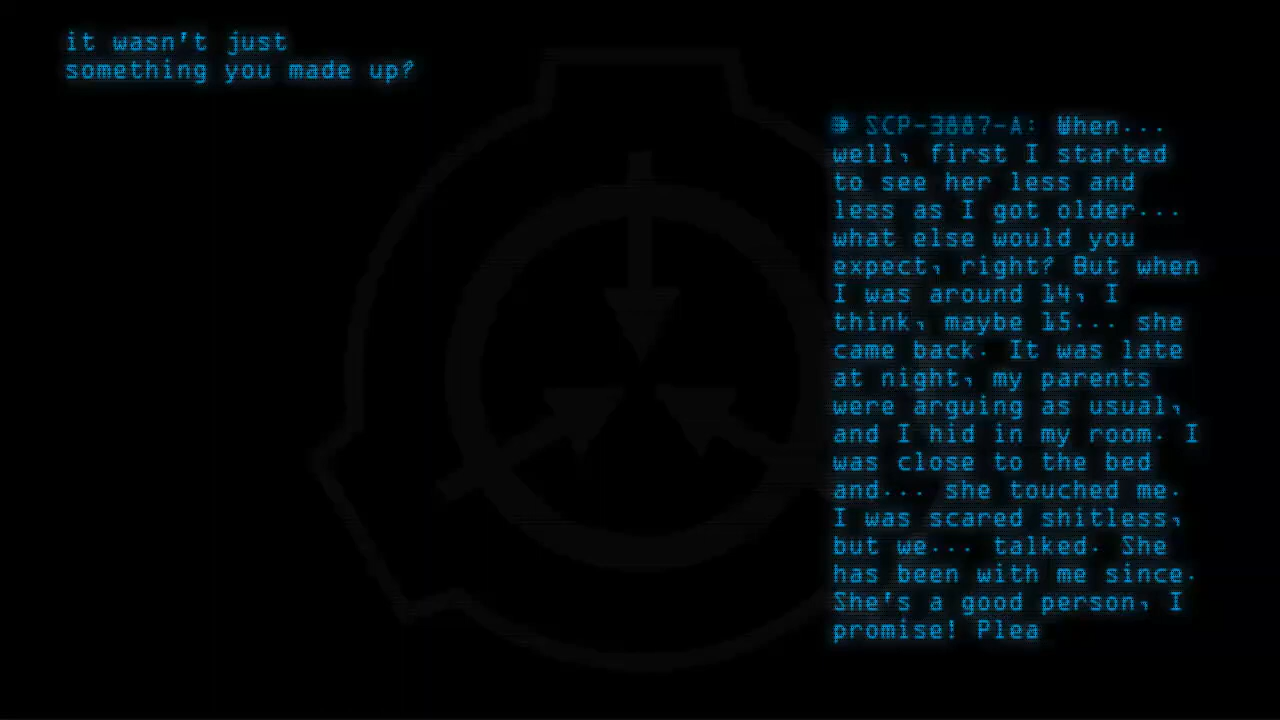 it wasn't just
something you made up?
SCP-3887-A: When...
well, first I started
to see her less and
less as I got older...
what else would you
expect, right? But when
I was around 14, I
think, maybe 15... she
came back. It was late
at night, my parents
were arguing as usual,
and I hid in my room. I
was close to the bed
and... she touched me.
I was scared shitless,
but we... talked. She
has been with me since.
She's a good person, I
promise! Plea